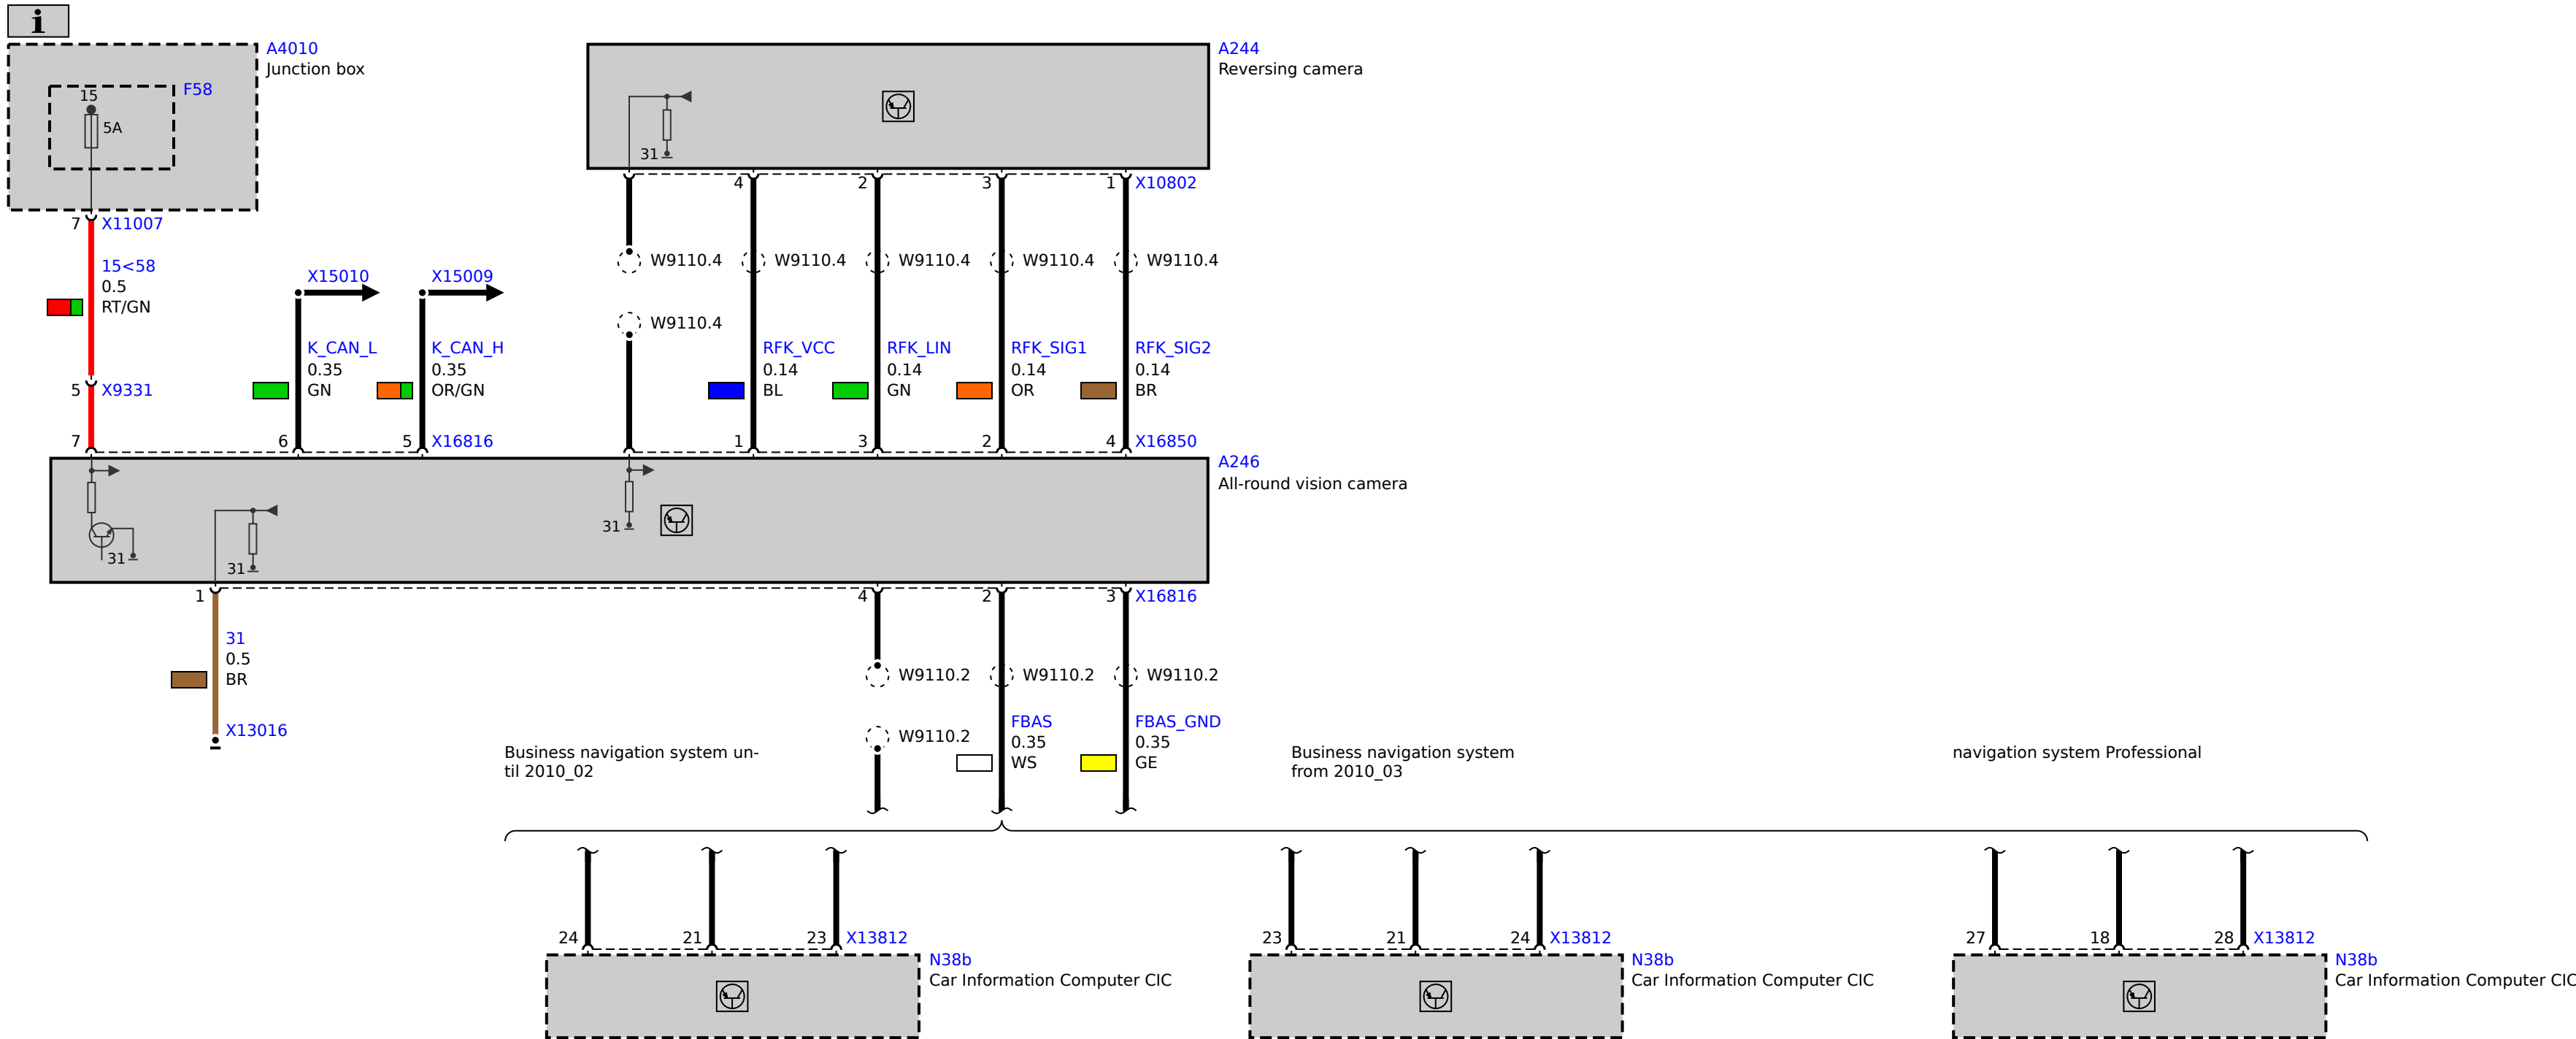 i
A4010
Junction box
F58
15
5A
A244
Reversing camera
31
7 X11007
4
2
3
1 X10802
15<58
0.5
RT/GN
X15010
X15009
W9110.4
W9110.4
W9110.4
W9110.4
W9110.4
W9110.4
K_CAN_L
0.35
GN
K_CAN_H
0.35
OR/GN
RFK_VCC
0.14
BL
RFK_LIN
0.14
GN
RFK_SIG1
0.14
OR
RFK_SIG2
0.14
BR
5 X9331
7
6
5 X16816
1
3
2
4 X16850
A246
All-round vision camera
31
31
31
1
4
2
3 X16816
31
0.5
BR
X13016
W9110.2
W9110.2
W9110.2
W9110.2
FBAS
0.35
WS
FBAS_GND
0.35
GE
Business navigation system un-
til 2010_02
Business navigation system
from 2010_03
navigation system Professional
24
21
23 X13812
N38b
Car Information Computer CIC
23
21
24 X13812
N38b
Car Information Computer CIC
27
18
28 X13812
N38b
Car Information Computer CIC